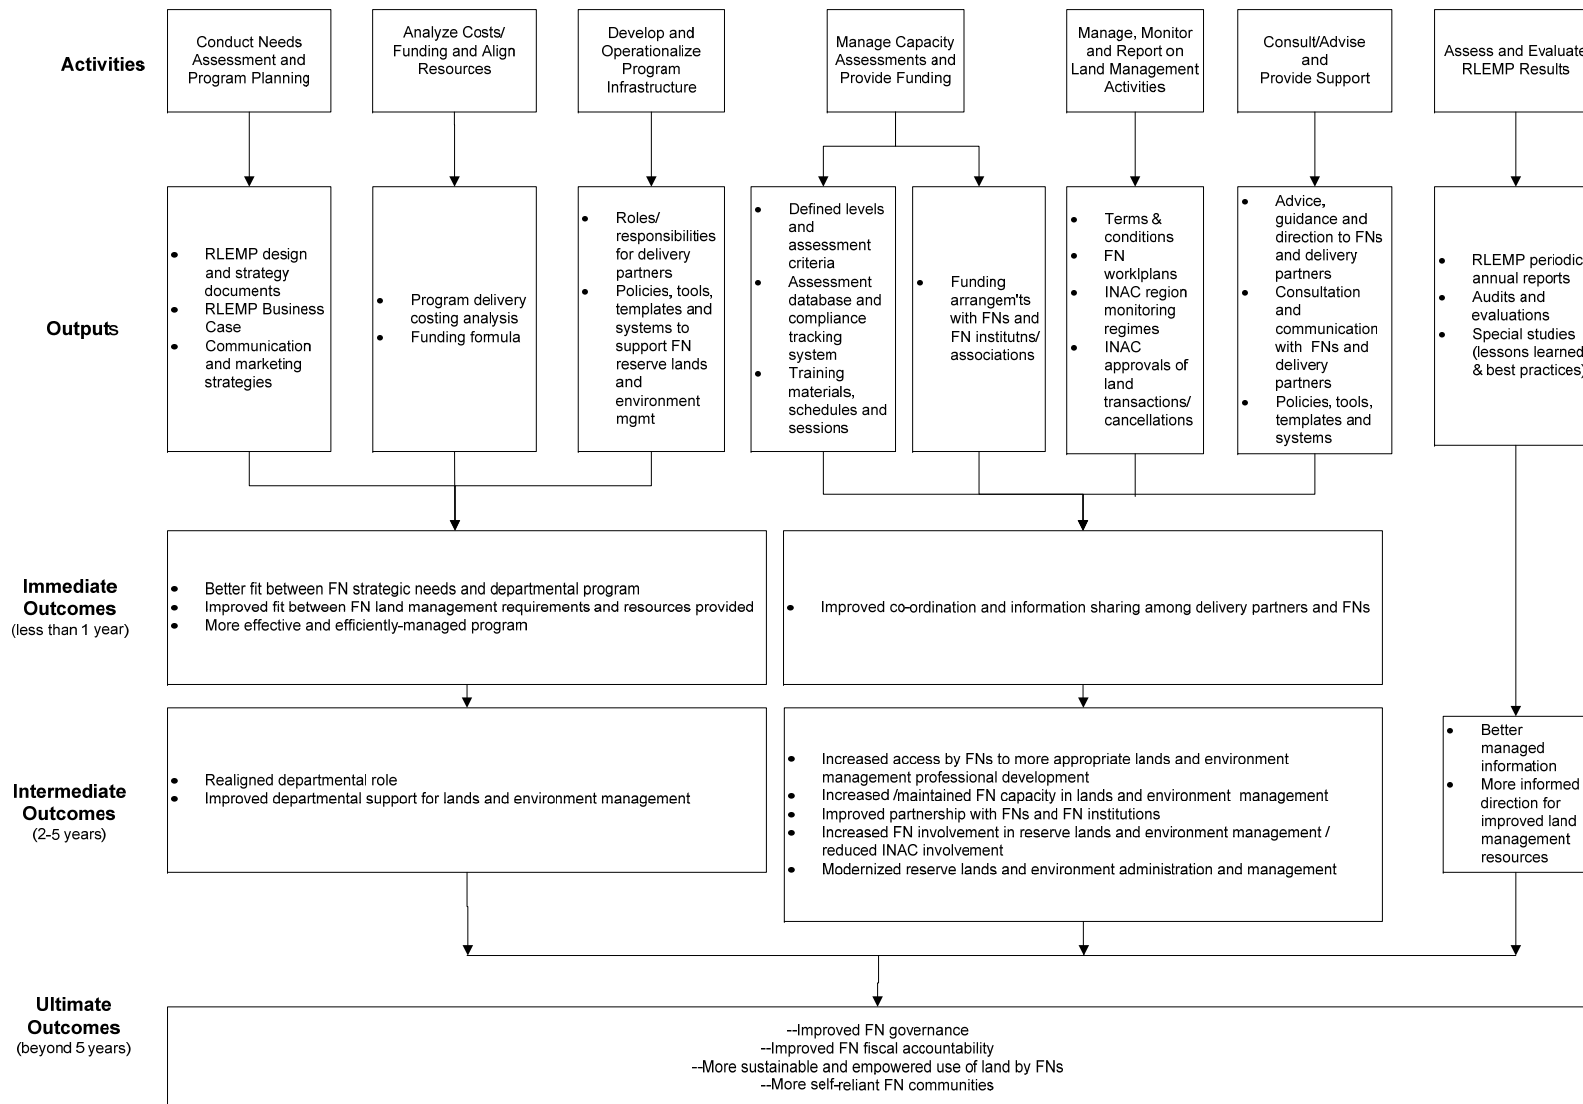 Activities
Conduct Needs
Assessment and
Program Planning
Analyze Costs/
Funding and Align
Resources
Develop and
Operationalize
Program
Infrastructure
Manage Capacity
Assessments and
Provide Funding
Manage, Monitor
and Report on
Land Management
Activities
Consult/Advise
and
Provide Support
Assess and Evaluate
RLEMP Results
Outputs
• RLEMP design
and strategy
documents
• RLEMP Business
Case
• Communication
and marketing
strategies
• Program delivery
costing analysis
• Funding formula
• Roles/
responsibilities
for delivery
partners
• Policies, tools,
templates and
systems to
support FN
reserve lands
and
environment
mgmt
• Defined levels
and
assessment
criteria
• Assessment
database and
compliance
tracking
system
• Training
materials,
schedules and
sessions
• Funding
arrangem'ts
with FNs and
FN institutns/
associations
• Terms &
conditions
• FN
worklplans
• INAC region
monitoring
regimes
• INAC
approvals of
land
transactions/
cancellations
• Advice,
guidance and
direction to FNs
and delivery
partners
• Consultation
and
communication
with FNs and
delivery
partners
• Policies, tools,
templates and
systems
• RLEMP periodic
annual reports
• Audits and
evaluations
• Special studies
(lessons learned
& best practices)
Immediate
Outcomes
(less than 1 year)
• Better fit between FN strategic needs and departmental program
• Improved fit between FN land management requirements and resources provided
• More effective and efficiently-managed program
• Improved co-ordination and information sharing among delivery partners and FNs
Intermediate
Outcomes
(2-5 years)
• Realigned departmental role
• Improved departmental support for lands and environment management
• Increased access by FNs to more appropriate lands and environment
management professional development
• Increased /maintained FN capacity in lands and environment management
• Improved partnership with FNs and FN institutions
• Increased FN involvement in reserve lands and environment management /
reduced INAC involvement
• Modernized reserve lands and environment administration and management
• Better
managed
information
• More informed
direction for
improved land
management
resources
Ultimate
Outcomes
(beyond 5 years)
--Improved FN governance
--Improved FN fiscal accountability
--More sustainable and empowered use of land by FNs
--More self-reliant FN communities